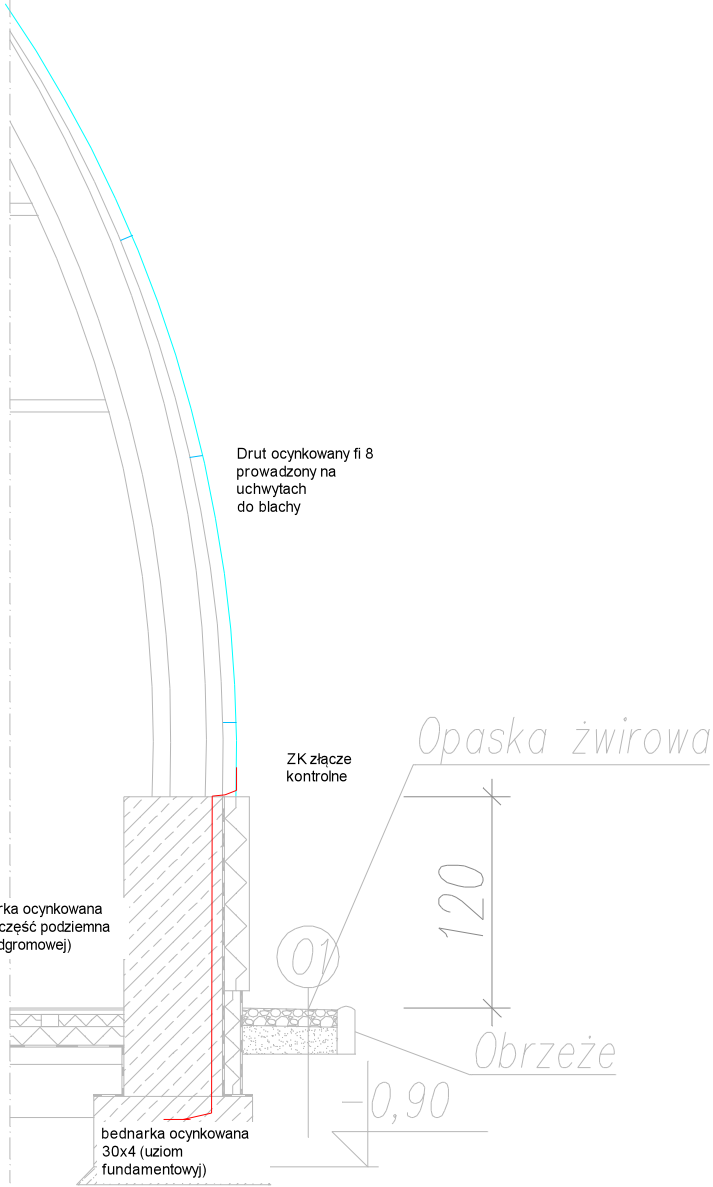 Drut ocynkowany fi 8
prowadzony na
uchwytach
do blachy
Opaska żwirowa
ZK złącze
kontrolne
120
rka ocynkowana
część podziemna
dgromowej)
01
Obrzeże
-0,90
bednarka ocynkowana
30x4 (uziom
fundamentowyj)